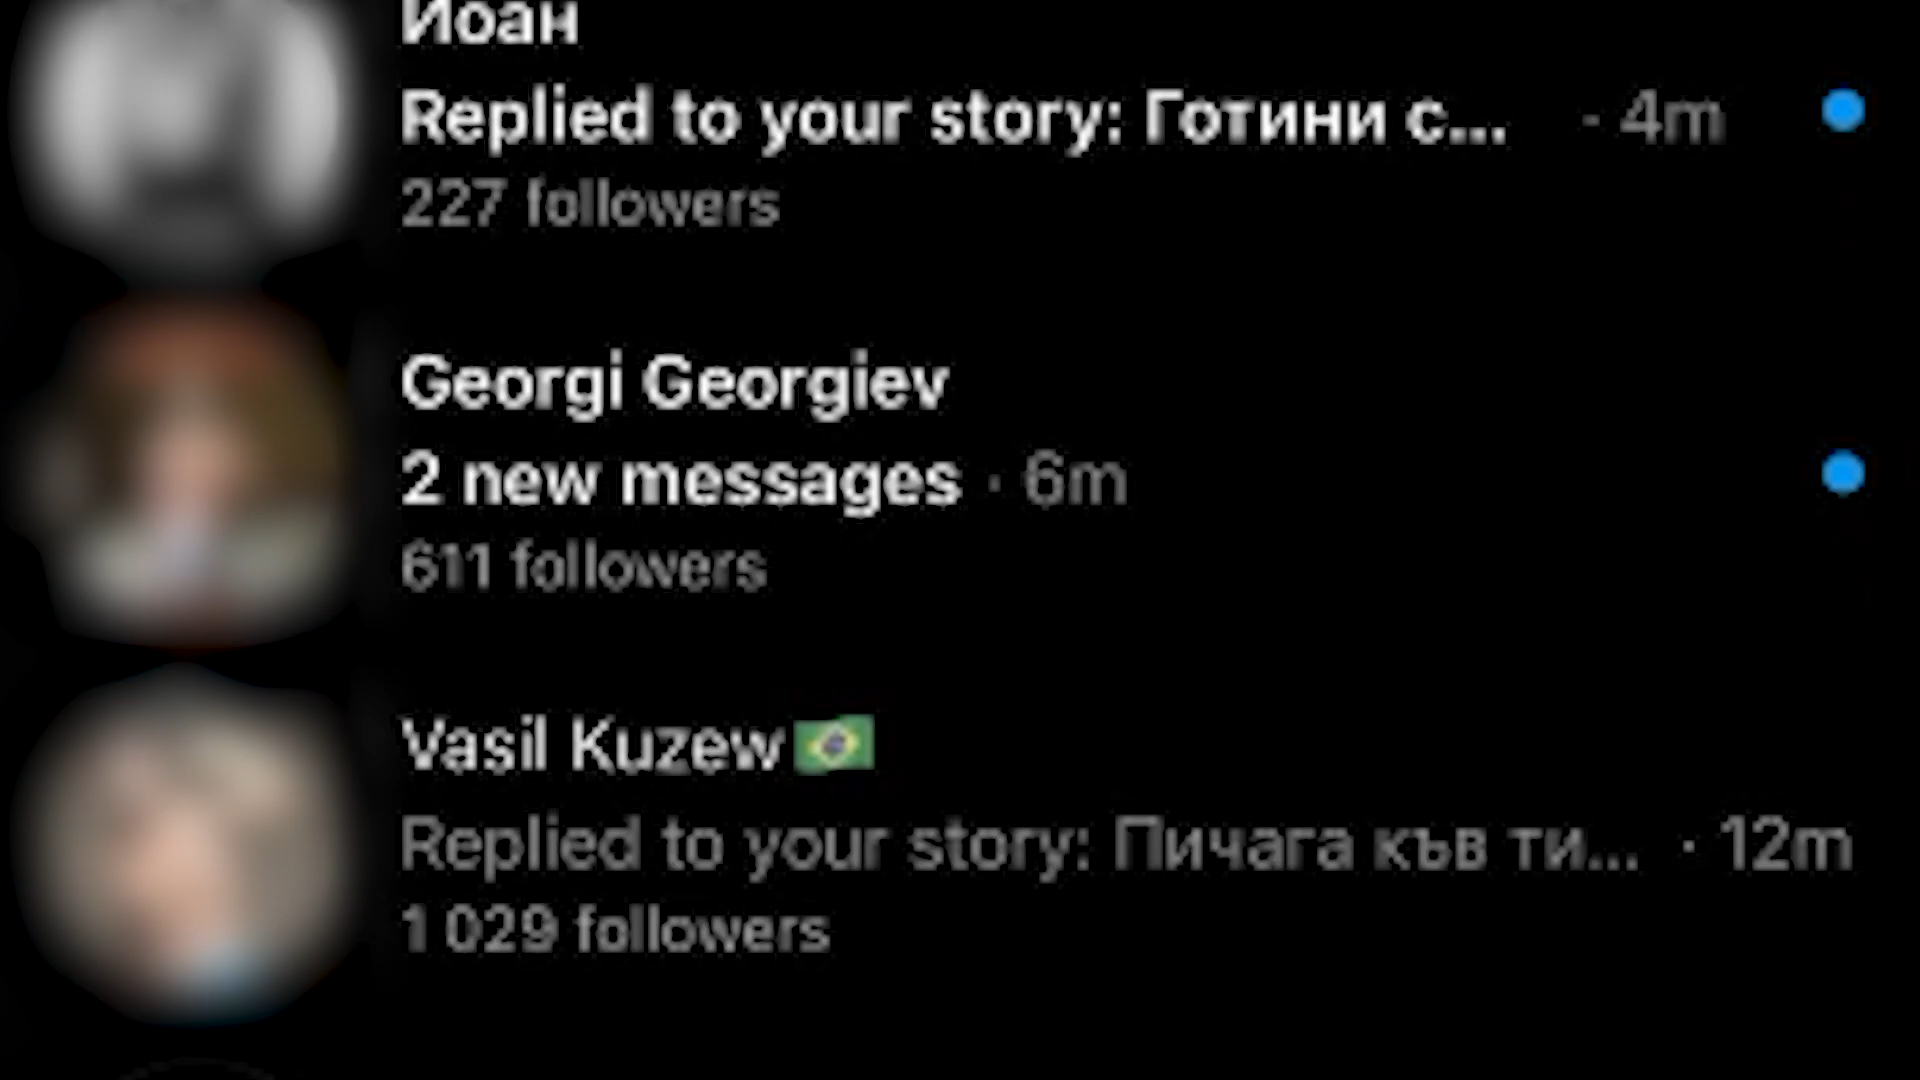 Йоан
Replied to your story: Готини с... · 4m
227 followers
Georgi Georgiev
2 new messages · 6m
611 followers
Vasil Kuzew🇧🇷
Replied to your story: Пичага къв ти... · 12m
1 029 followers